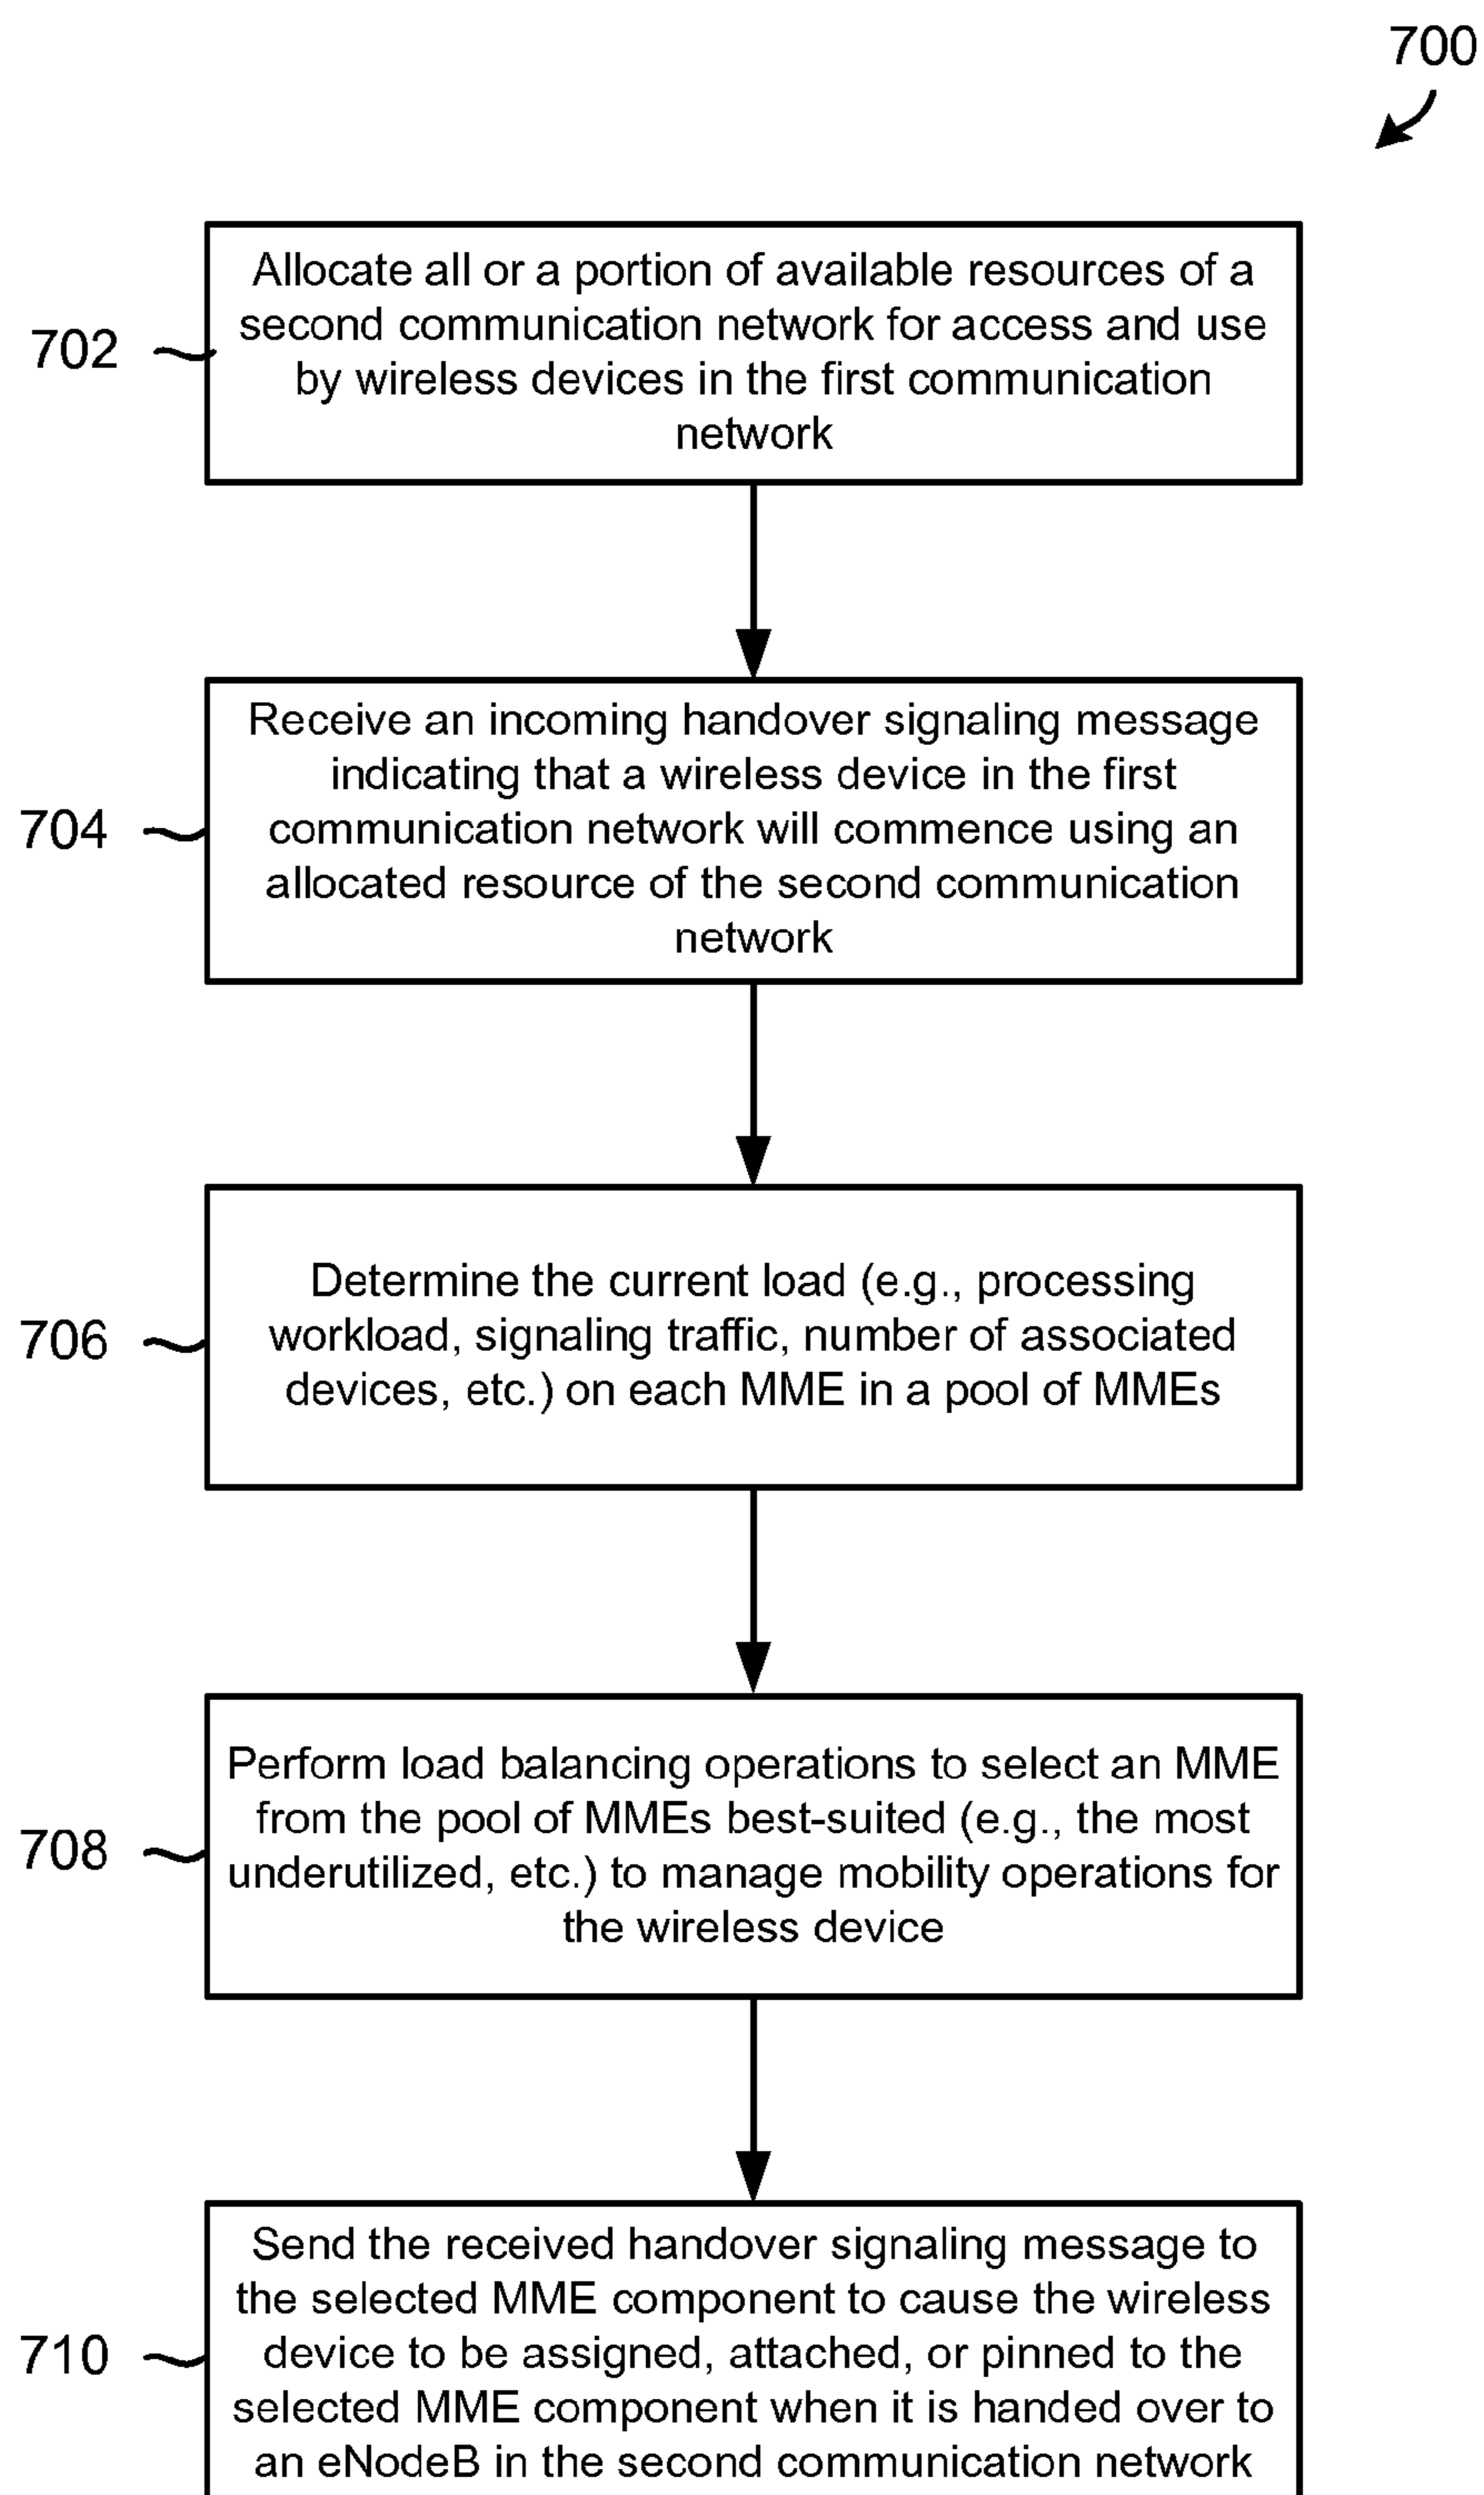 700
702
Allocate all or a portion of available resources of a
second communication network for access and use
by wireless devices in the first communication
network
704
Receive an incoming handover signaling message
indicating that a wireless device in the first
communication network will commence using an
allocated resource of the second communication
network
706
Determine the current load (e.g., processing
workload, signaling traffic, number of associated
devices, etc.) on each MME in a pool of MMEs
708
Perform load balancing operations to select an MME
from the pool of MMEs best-suited (e.g., the most
underutilized, etc.) to manage mobility operations for
the wireless device
710
Send the received handover signaling message to
the selected MME component to cause the wireless
device to be assigned, attached, or pinned to the
selected MME component when it is handed over to
an eNodeB in the second communication network